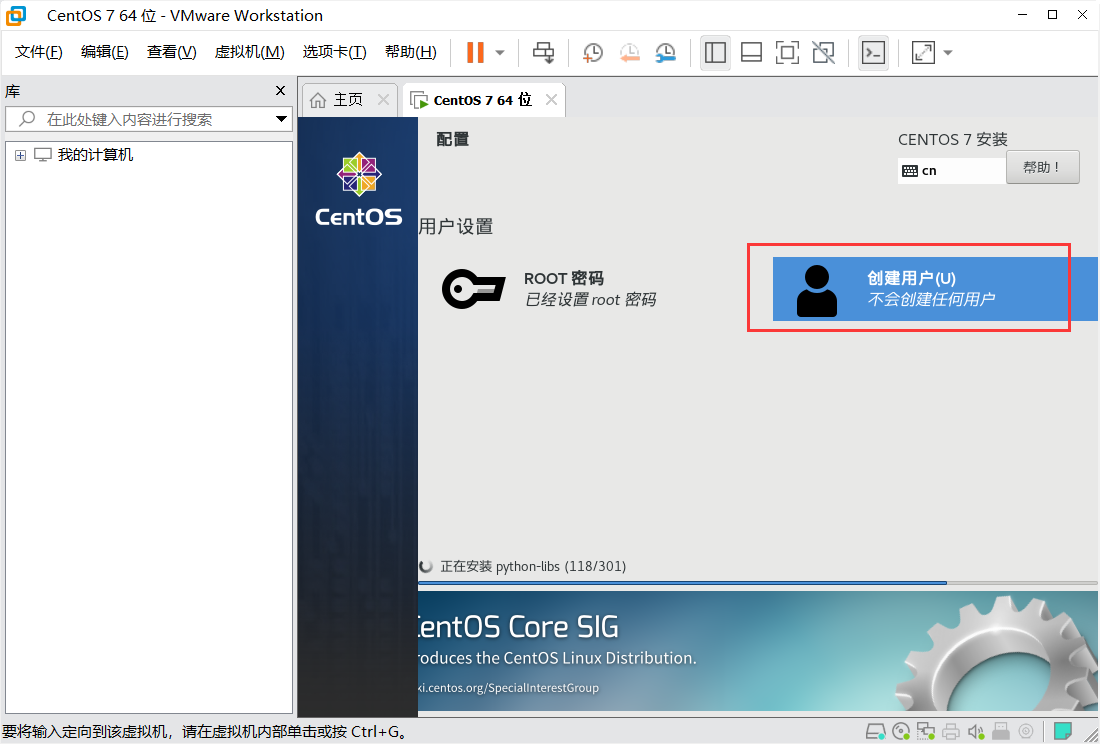 CentOS 7 64 位 - VMware Workstation
文件(F) 编辑(E) 查看(V) 虚拟机(M) 选项卡(T) 帮助(H)
库
在此处键入内容进行搜索
我的计算机
主页
CentOS 7 64 位
CentOS
配置
CENTOS 7 安装
cn
帮助！
用户设置
ROOT 密码
已经设置 root 密码
创建用户(U)
不会创建任何用户
正在安装 python-libs (118/301)
entOS Core SIG
roduces the CentOS Linux Distribution.
ki.centos.org/SpecialInterestGroup
要将输入定向到该虚拟机，请在虚拟机内部单击或按 Ctrl+G。